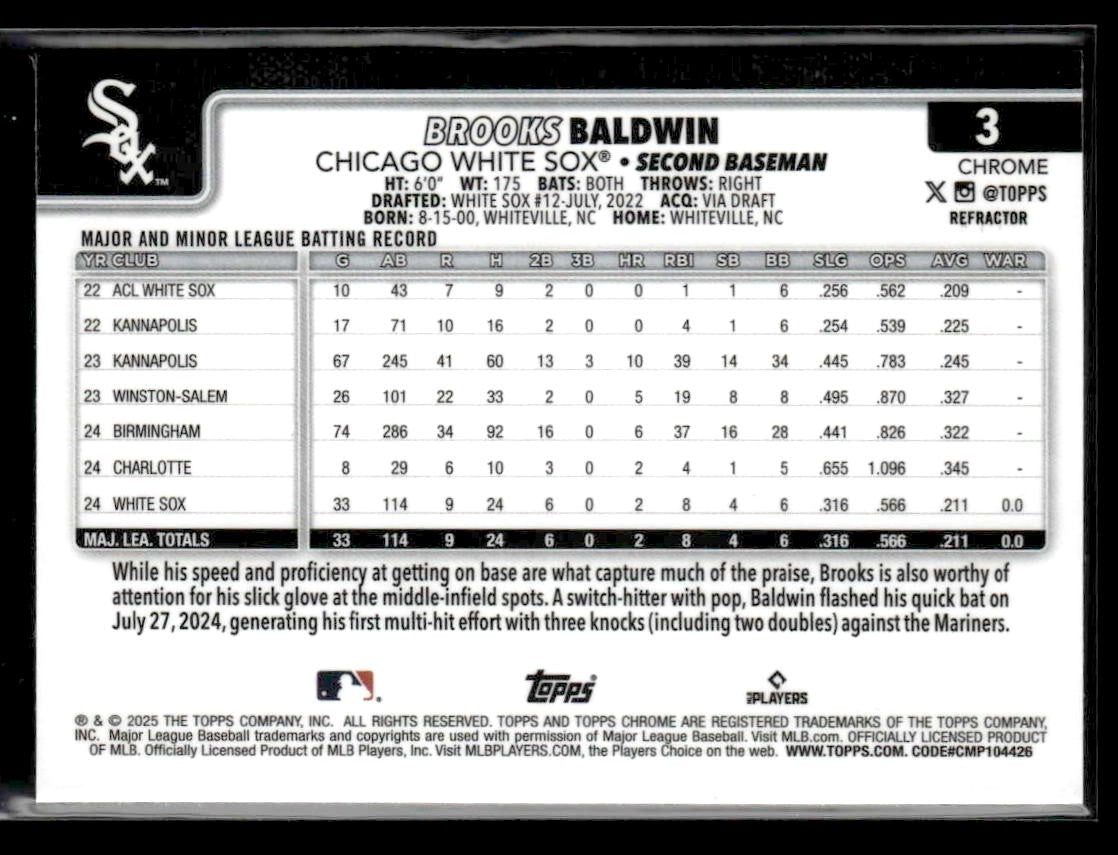 Sox
TM
3
BROOKS BALDWIN
CHICAGO WHITE SOX® • SECOND BASEMAN
CHROME
HT: 6'0" WT: 175 BATS: BOTH THROWS: RIGHT
X @TOPPS
DRAFTED: WHITE SOX #12-JULY, 2022 ACQ: VIA DRAFT
REFRACTOR
BORN: 8-15-00, WHITEVILLE, NC HOME: WHITEVILLE, NC
MAJOR AND MINOR LEAGUE BATTING RECORD
YR CLUB G AB R H 2B 3B HR RBI SB BB SLG OPS AVG WAR
22 ACL WHITE SOX 10 43 7 9 2 0 0 1 1 6 .256 .562 .209 -
22 KANNAPOLIS 17 71 10 16 2 0 0 4 1 6 .254 .539 .225 -
23 KANNAPOLIS 67 245 41 60 13 3 10 39 14 34 .445 .783 .245 -
23 WINSTON-SALEM 26 101 22 33 2 0 5 19 8 8 .495 .870 .327 -
24 BIRMINGHAM 74 286 34 92 16 0 6 37 16 28 .441 .826 .322 -
24 CHARLOTTE 8 29 6 10 3 0 2 4 1 5 .655 1.096 .345 -
24 WHITE SOX 33 114 9 24 6 0 2 8 4 6 .316 .566 .211 0.0
MAJ. LEA. TOTALS 33 114 9 24 6 0 2 8 4 6 .316 .566 .211 0.0
While his speed and proficiency at getting on base are what capture much of the praise, Brooks is also worthy of
attention for his slick glove at the middle-infield spots. A switch-hitter with pop, Baldwin flashed his quick bat on
July 27, 2024, generating his first multi-hit effort with three knocks (including two doubles) against the Mariners.
Topps®
MLB PLAYERS
® & © 2025 THE TOPPS COMPANY, INC. ALL RIGHTS RESERVED. TOPPS AND TOPPS CHROME ARE REGISTERED TRADEMARKS OF THE TOPPS COMPANY,
INC. Major League Baseball trademarks and copyrights are used with permission of Major League Baseball. Visit MLB.com. OFFICIALLY LICENSED PRODUCT
OF MLB. Officially Licensed Product of MLB Players, Inc. Visit MLBPLAYERS.COM, the Players Choice on the web. WWW.TOPPS.COM. CODE#CMP104426